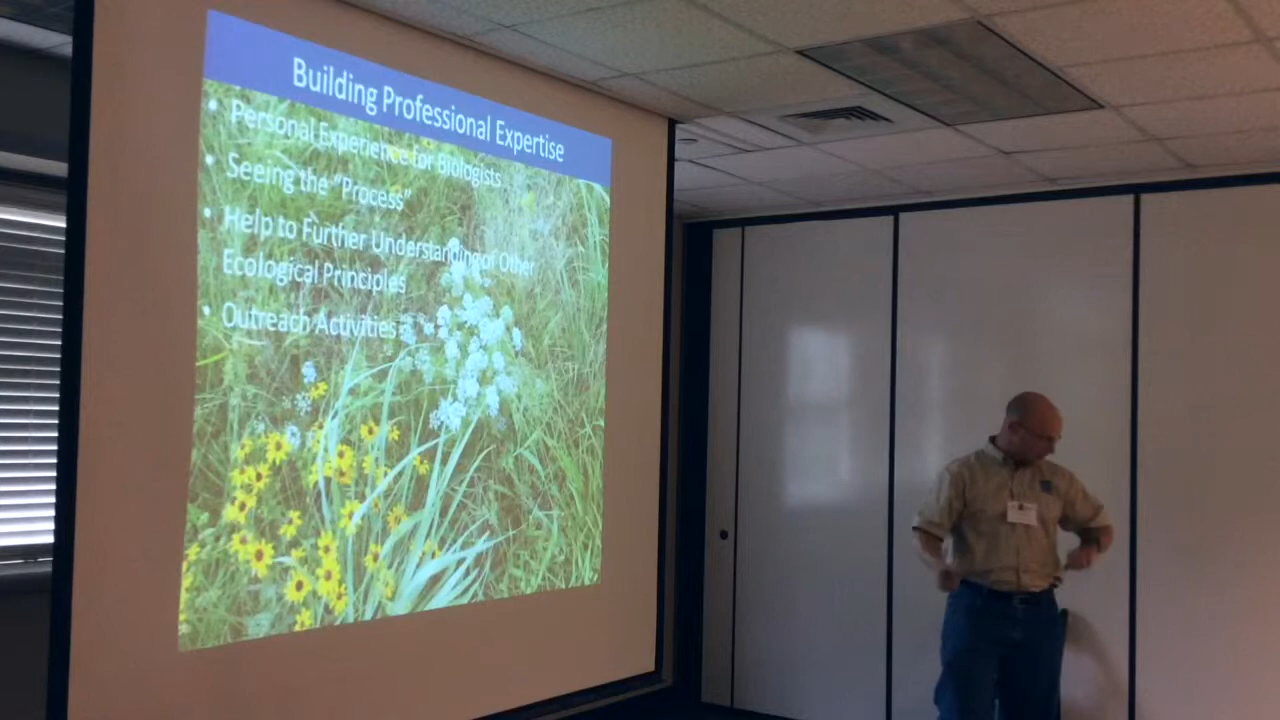 Building Professional Expertise
• Personal Experience for Biologists
• Seeing the "Process"
• Help to Further Understanding of Other
Ecological Principles
• Outreach Activities